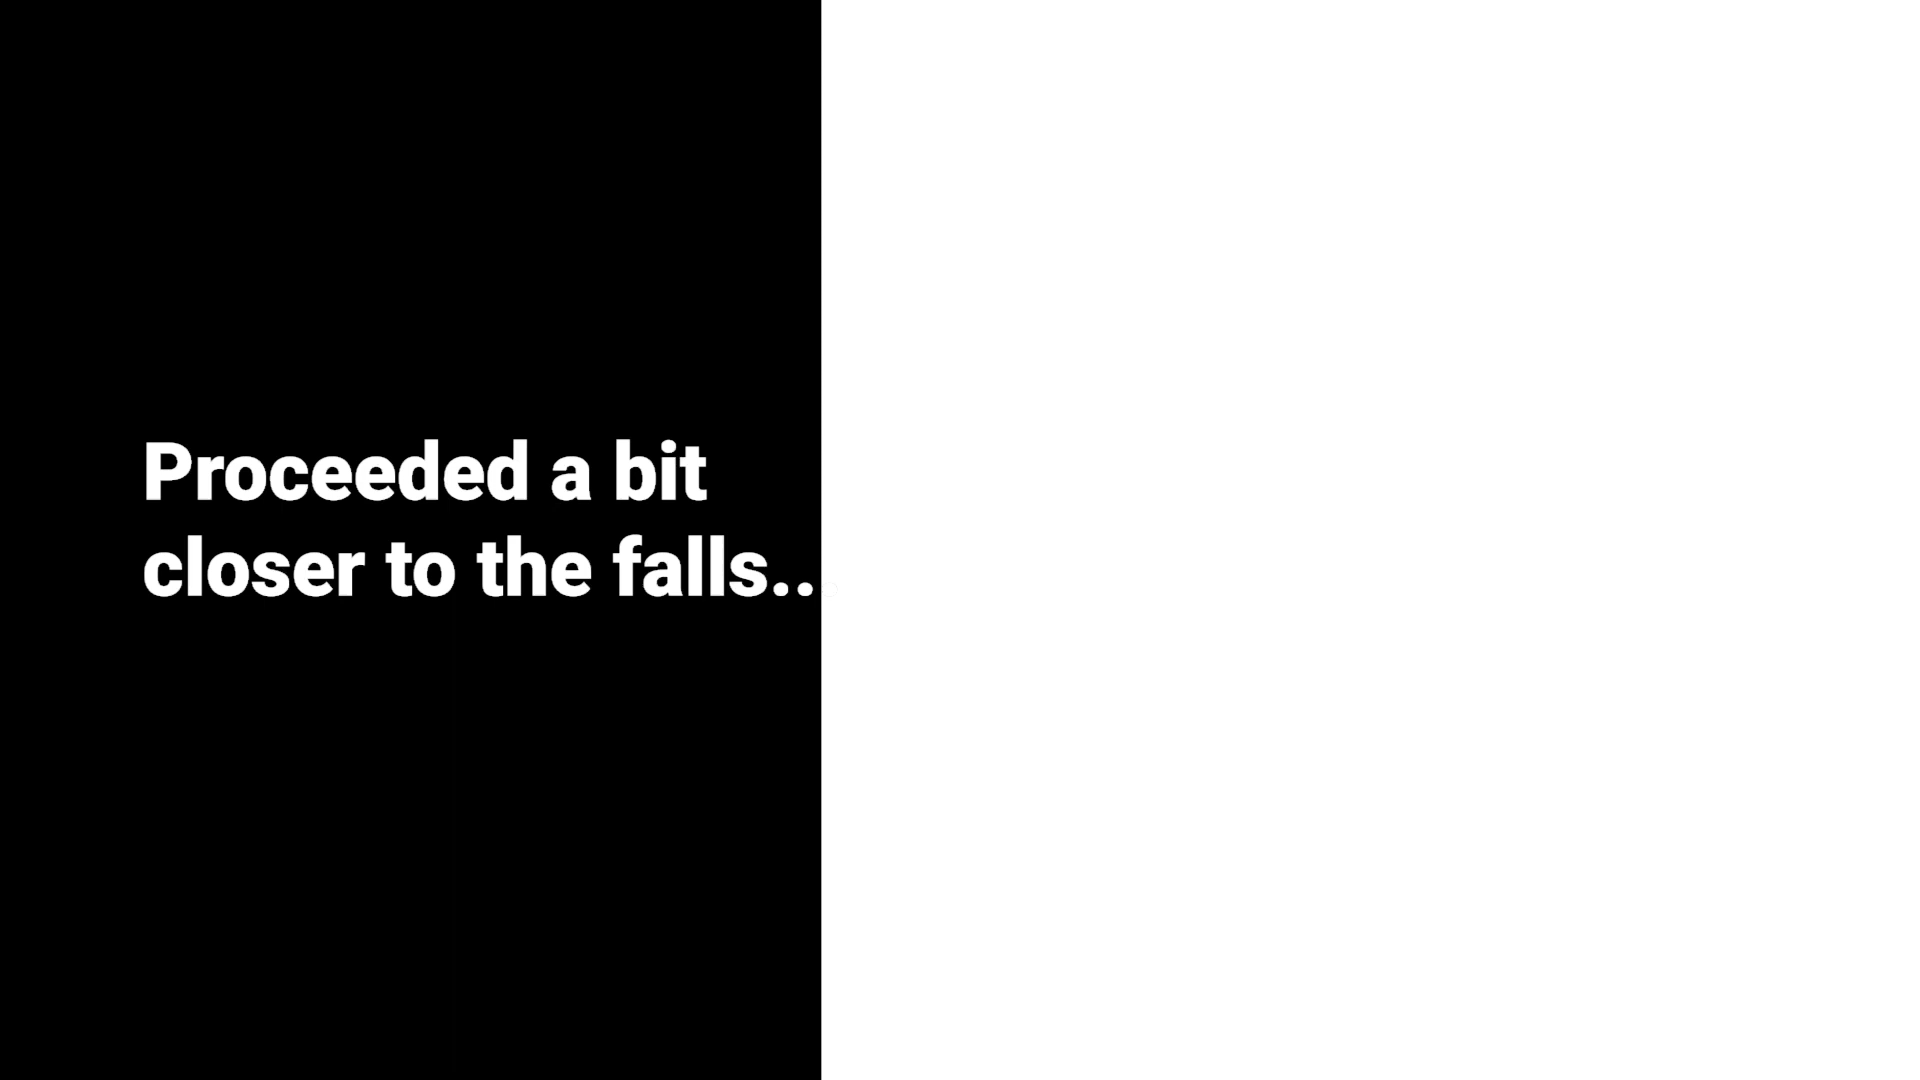 Proceeded a bit
closer to the falls...